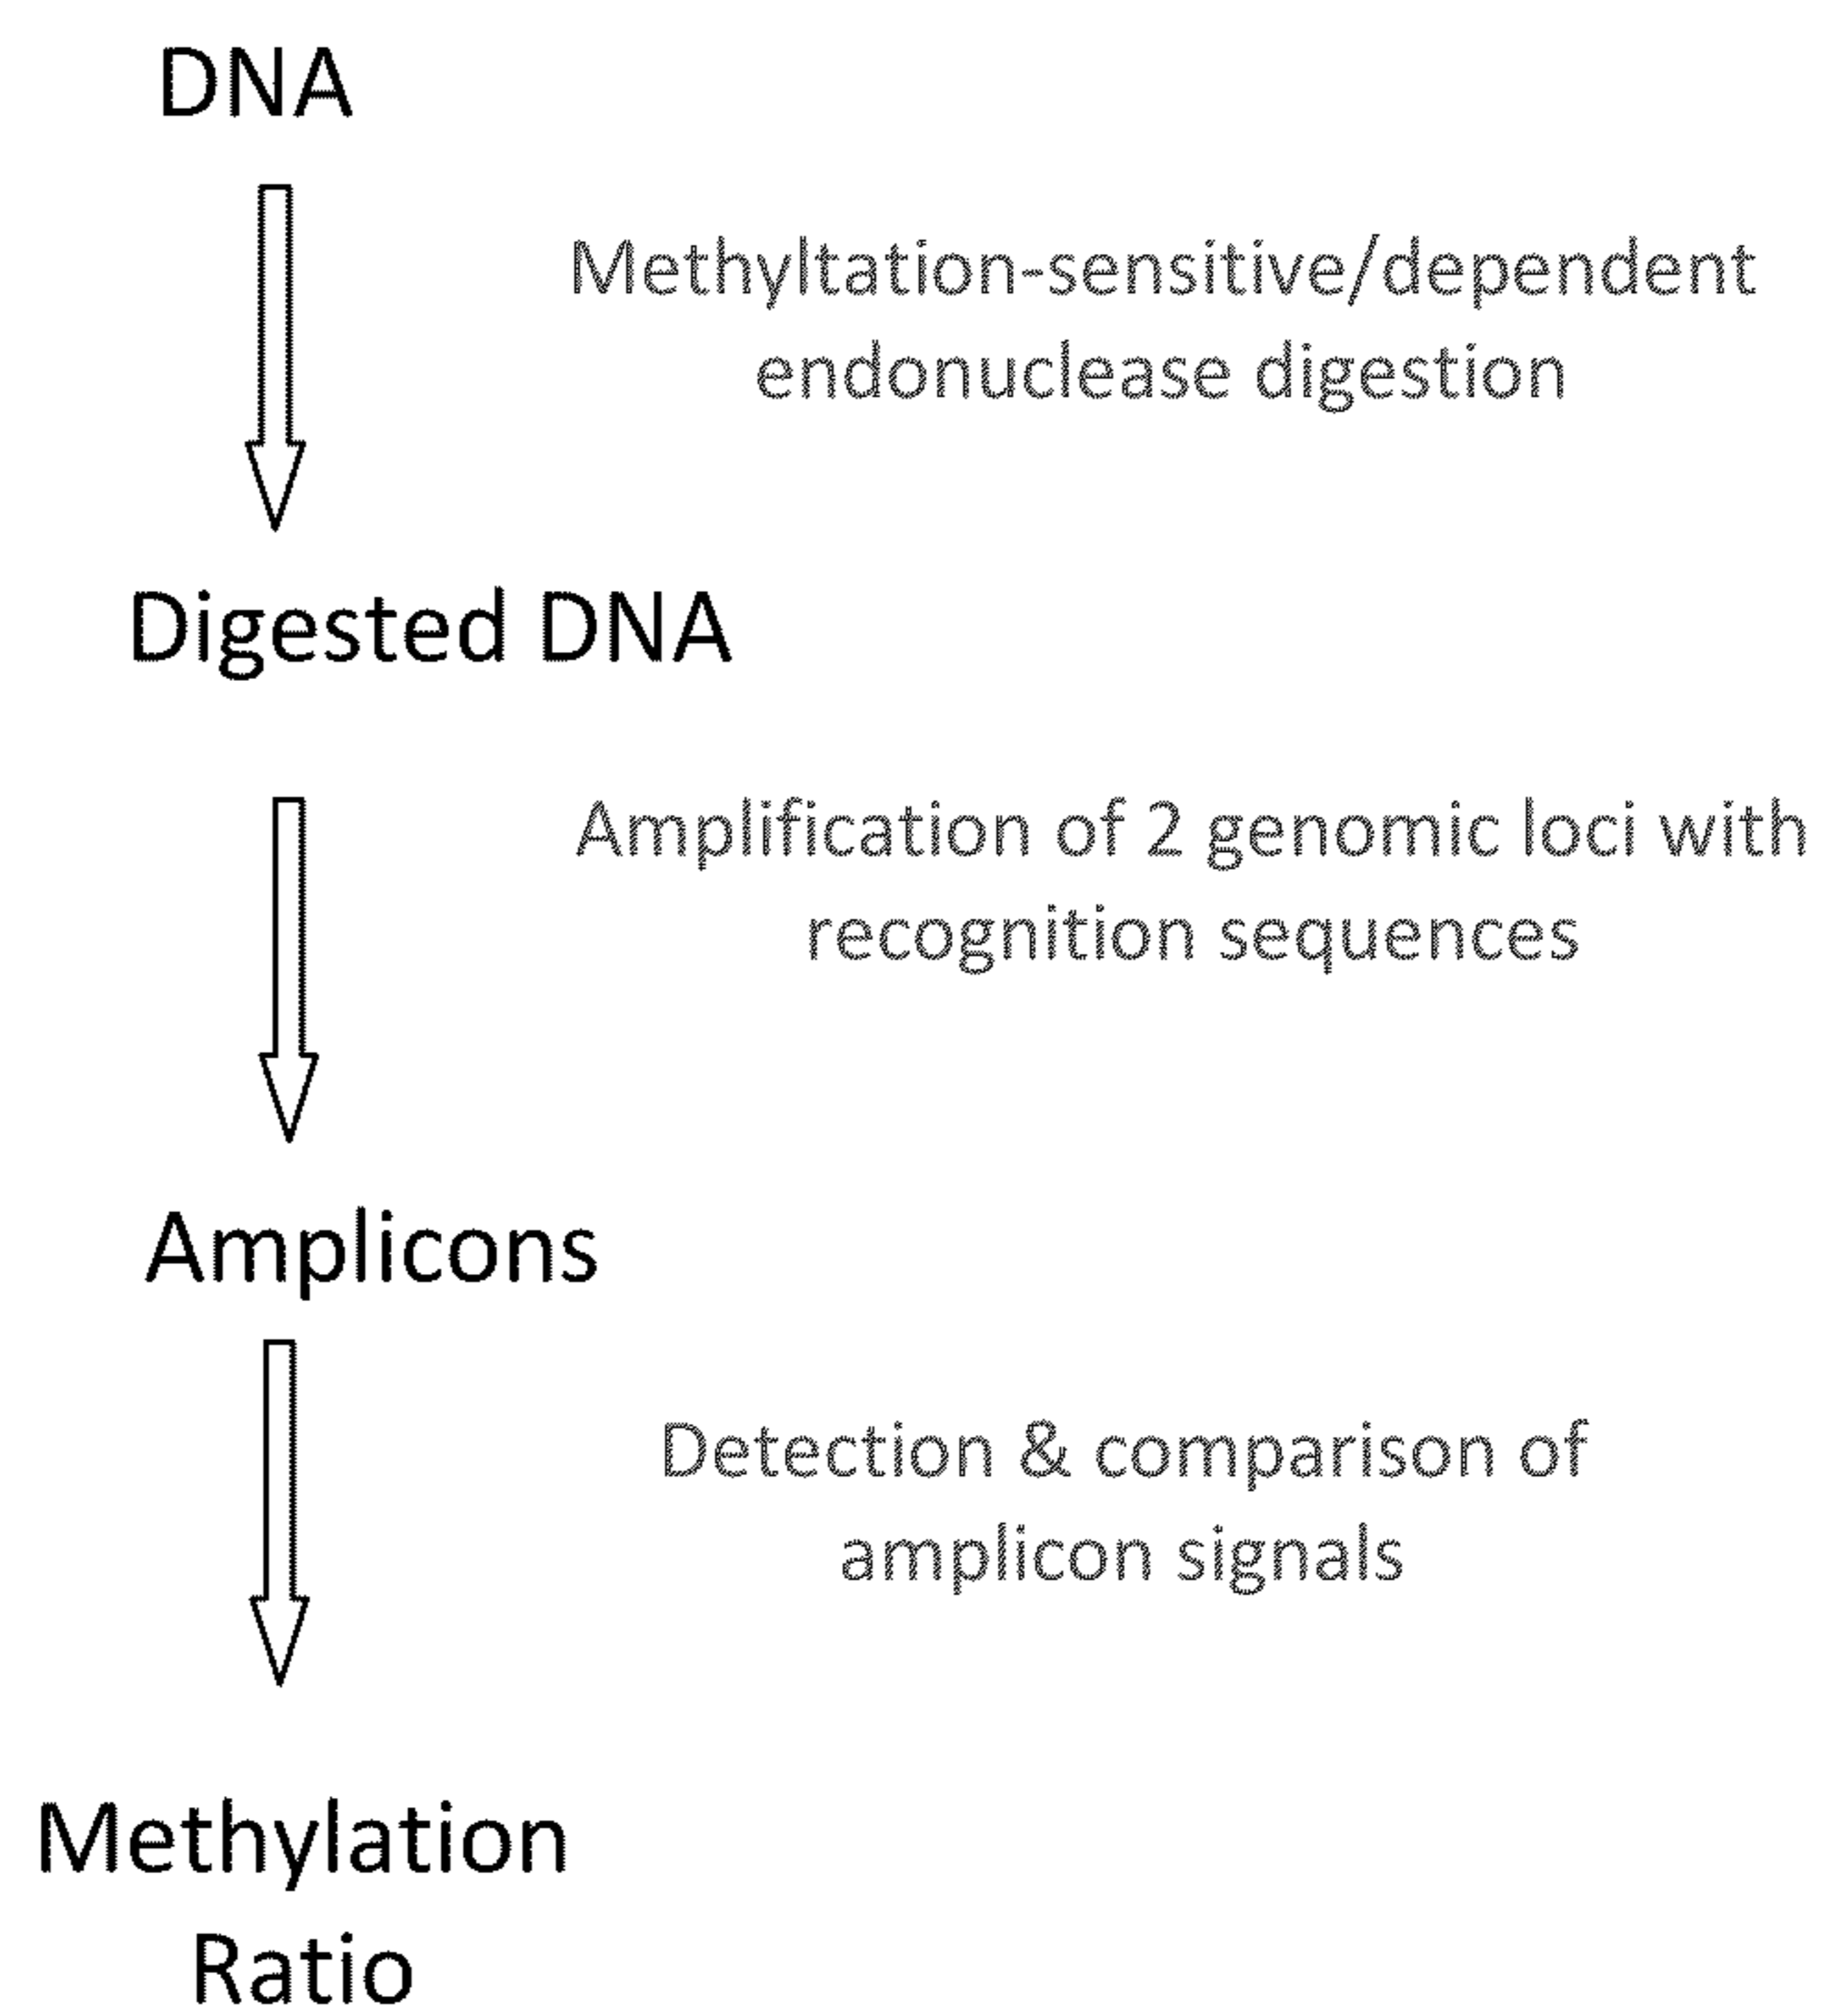 DNA
Methyltation-sensitive/dependent
endonuclease digestion
Digested DNA
Amplification of 2 genomic loci with
recognition sequences
Amplicons
Detection & comparison of
amplicon signals
Methylation
Ratio